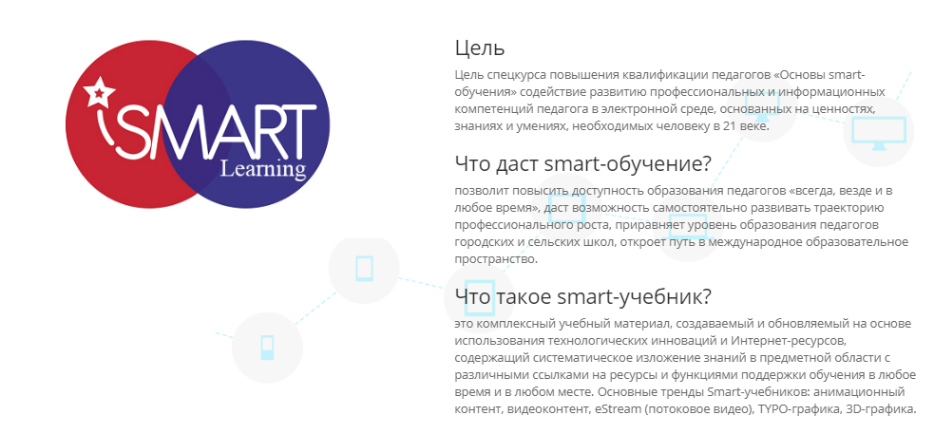 iSMART
Learning
Цель
Цель спецкурса повышения квалификации педагогов «Основы smart-
обучения» содействие развитию профессиональных и информационных
компетенций педагога в электронной среде, основанных на ценностях,
знаниях и умениях, необходимых человеку в 21 веке.
Что даст smart-обучение?
позволит повысить доступность образования педагогов «всегда, везде и в
любое время», даст возможность самостоятельно развивать траекторию
профессионального роста, приравняет уровень образования педагогов
городских и сельских школ, откроет путь в международное образовательное
пространство.
Что такое smart-учебник?
это комплексный учебный материал, создаваемый и обновляемый на основе
использования технологических инноваций и Интернет-ресурсов,
содержащий систематическое изложение знаний в предметной области с
различными ссылками на ресурсы и функциями поддержки обучения в любое
время и в любом месте. Основные тренды Smart-учебников: анимационный
контент, видеоконтент, eStream (потоковое видео), TYPO-графика, 3D-графика.